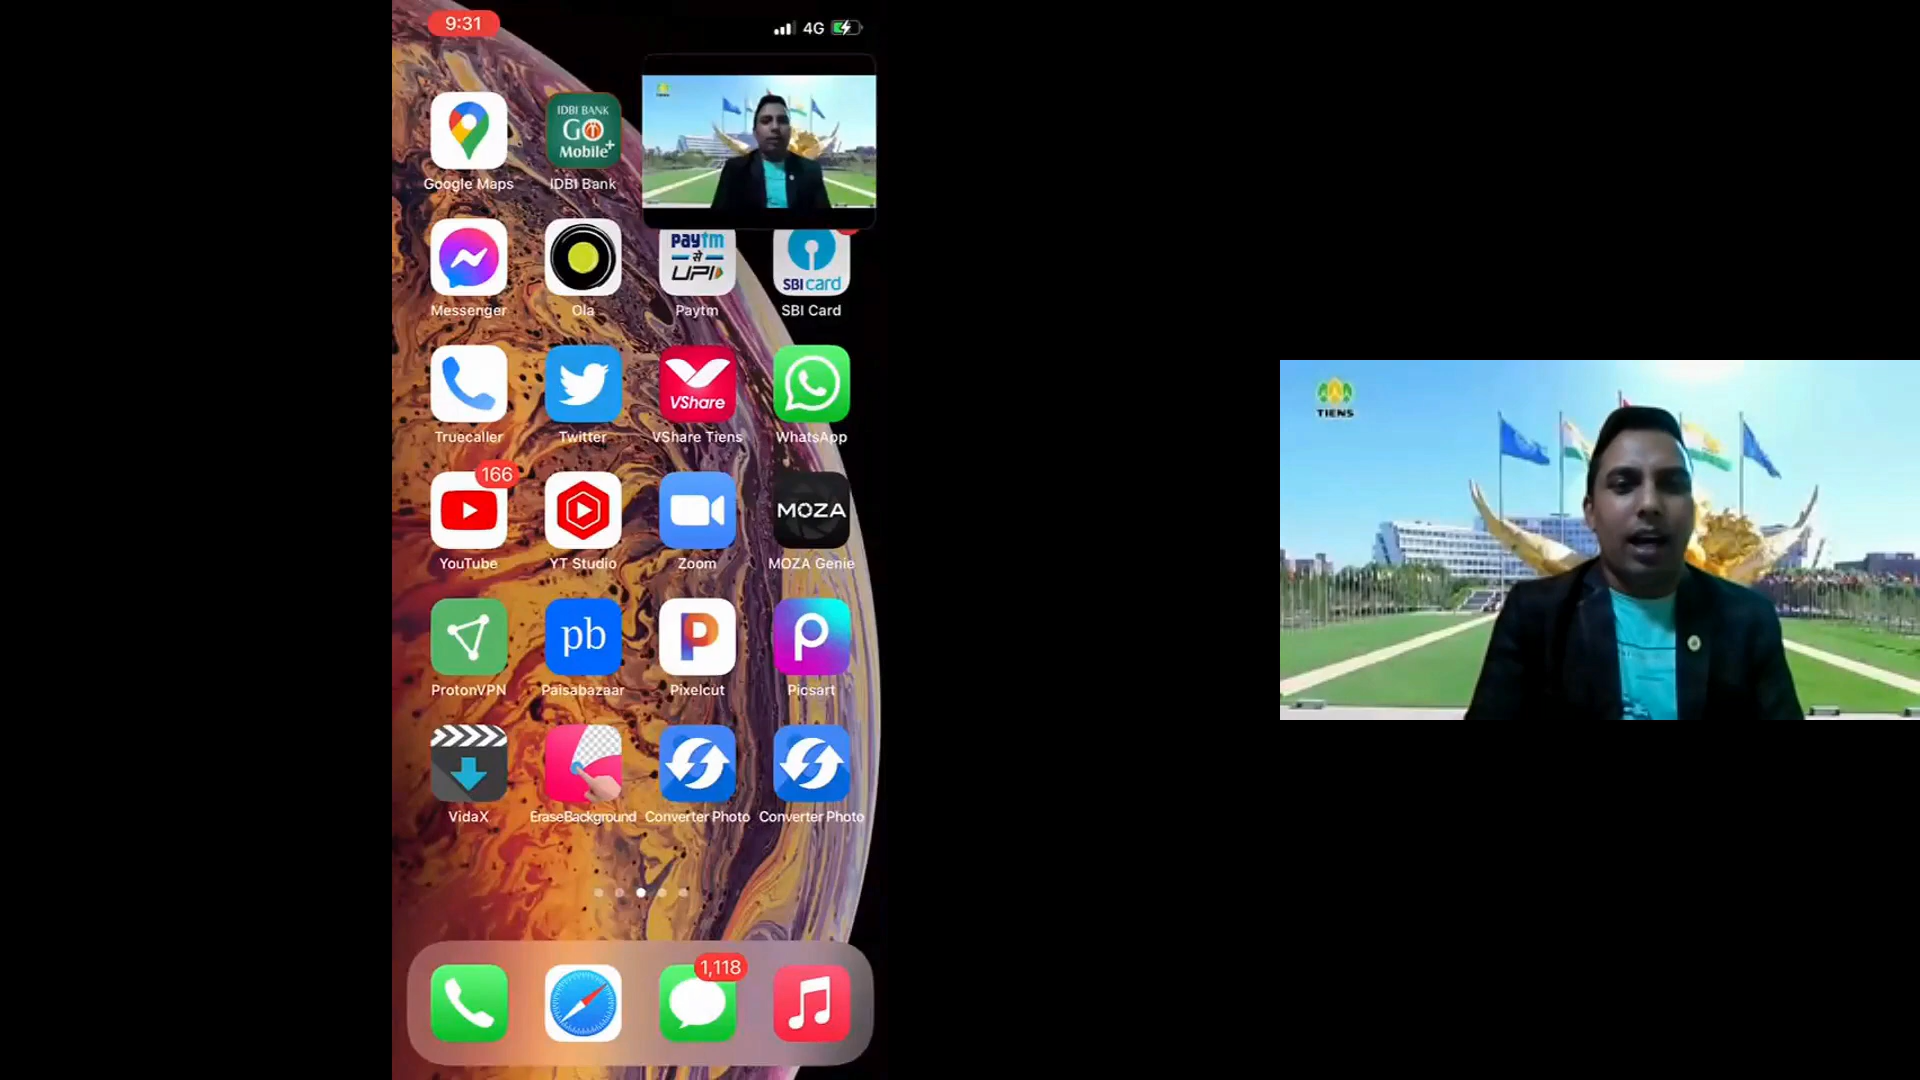 9:31
4G
TIENS
IDBI BANK
GO
Mobile+
Google Maps
IDBI Bank
paytm
से
UPI
SBI card
Messenger
Ola
Paytm
SBI Card
VShare
Truecaller
Twitter
VShare Tiens
WhatsApp
166
MOZA
YouTube
YT Studio
Zoom
MOZA Genie
pb
ProtonVPN
Paisabazaar
Pixelcut
Picsart
VidaX
EraseBackground
Converter Photo
Converter Photo
1,118
TIENS